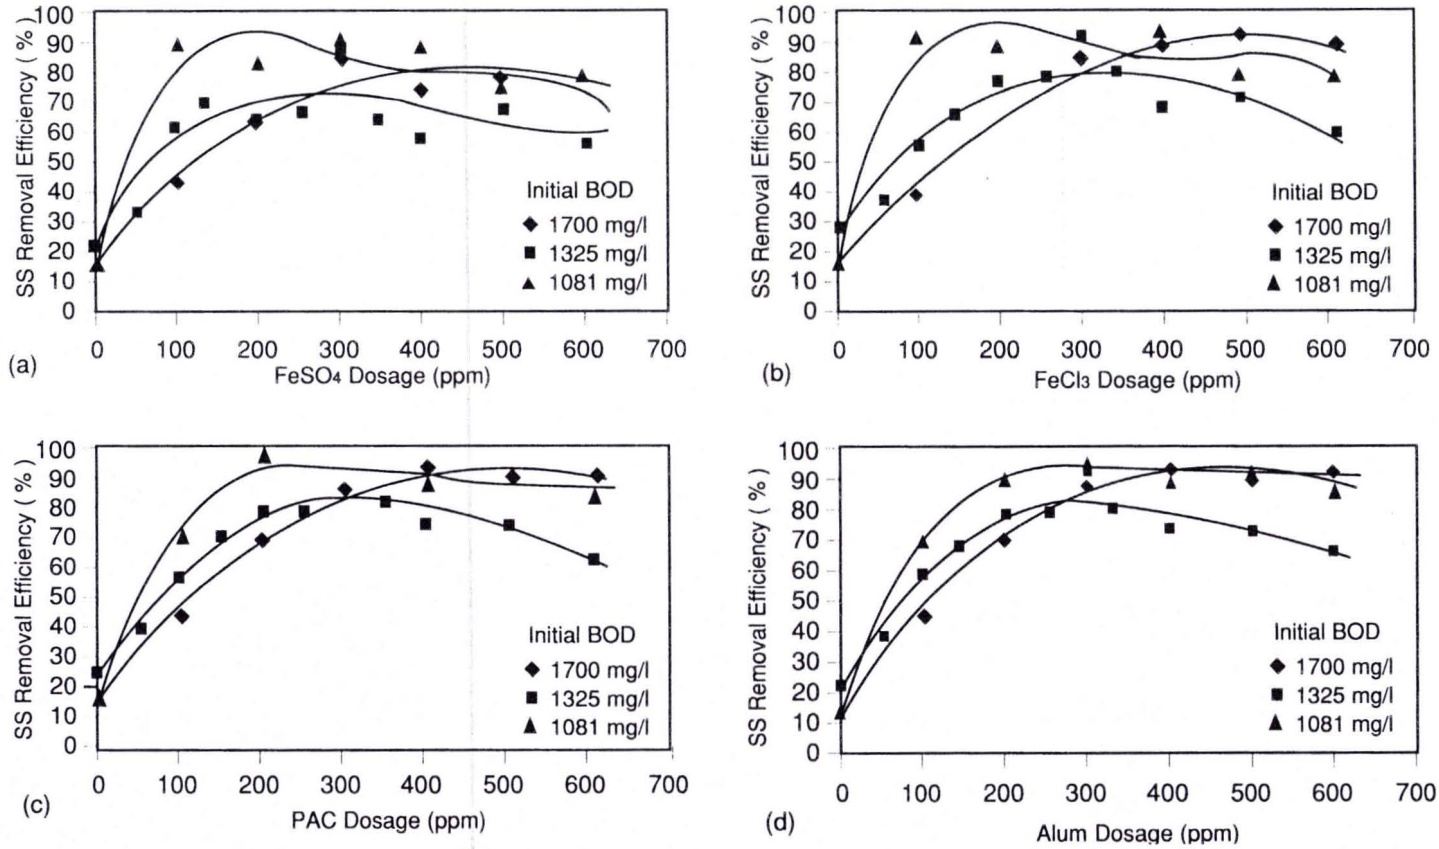 SS Removal Efficiency ( % )
100
90
80
70
60
50
40
30
20
10
0
Initial BOD
1700 mg/l
1325 mg/l
1081 mg/l
0 100 200 300 400 500 600 700
FeSO4 Dosage (ppm)
(a)
SS Removal Efficiency ( % )
100
90
80
70
60
50
40
30
20
10
0
Initial BOD
1700 mg/l
1325 mg/l
1081 mg/l
0 100 200 300 400 500 600 700
FeCl3 Dosage (ppm)
(b)
SS Removal Efficiency ( % )
100
90
80
70
60
50
40
30
20
10
0
Initial BOD
1700 mg/l
1325 mg/l
1081 mg/l
0 100 200 300 400 500 600 700
PAC Dosage (ppm)
(c)
SS Removal Efficiency ( % )
100
90
80
70
60
50
40
30
20
10
0
Initial BOD
1700 mg/l
1325 mg/l
1081 mg/l
0 100 200 300 400 500 600 700
Alum Dosage (ppm)
(d)